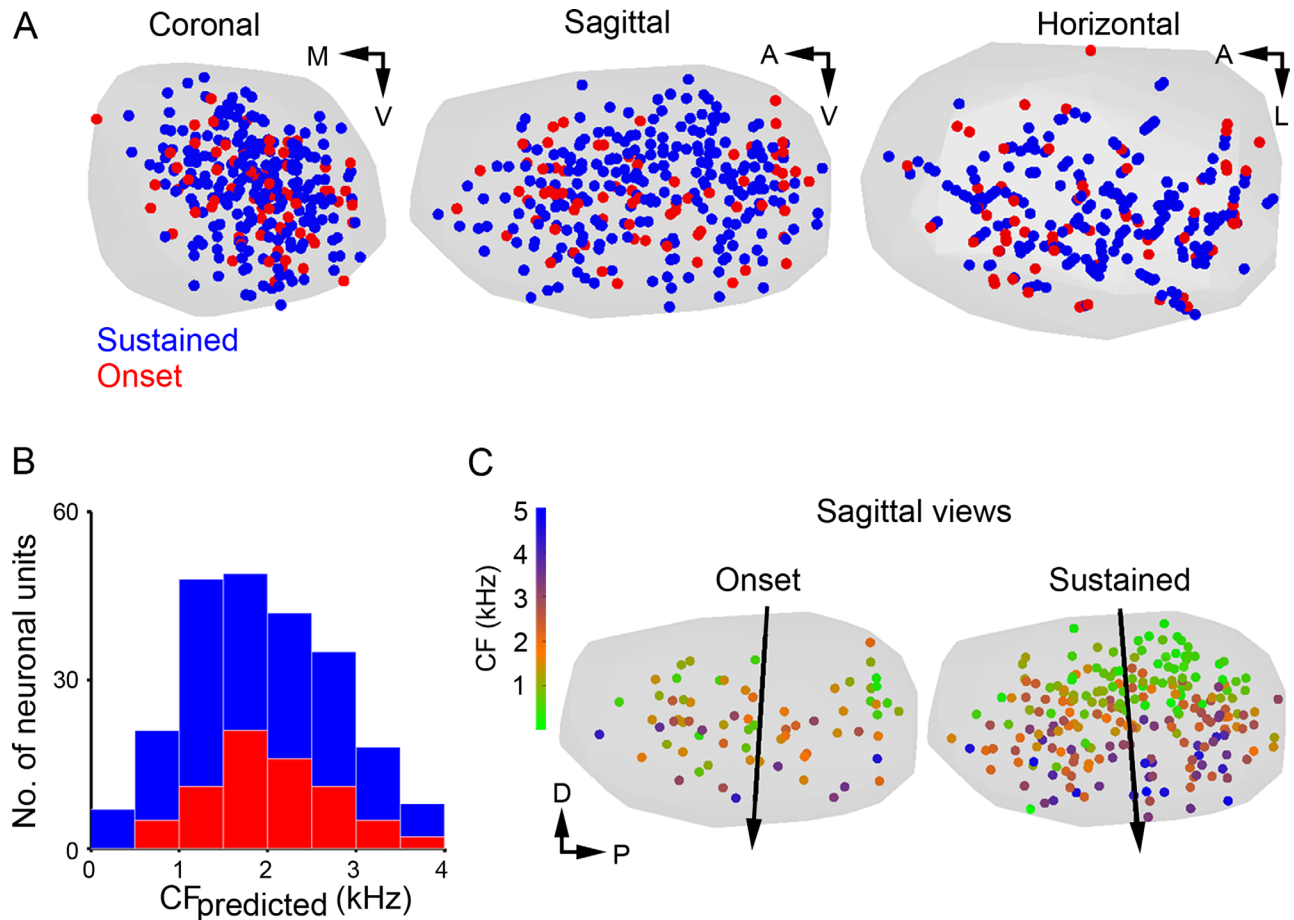 A
Coronal
Sagittal
Horizontal
M
V
A
V
A
L
Sustained
Onset
B
No. of neuronal units
60
30
0
0
1
2
3
4
CFpredicted (kHz)
C
Sagittal views
CF (kHz)
5
4
3
2
1
Onset
Sustained
D
P